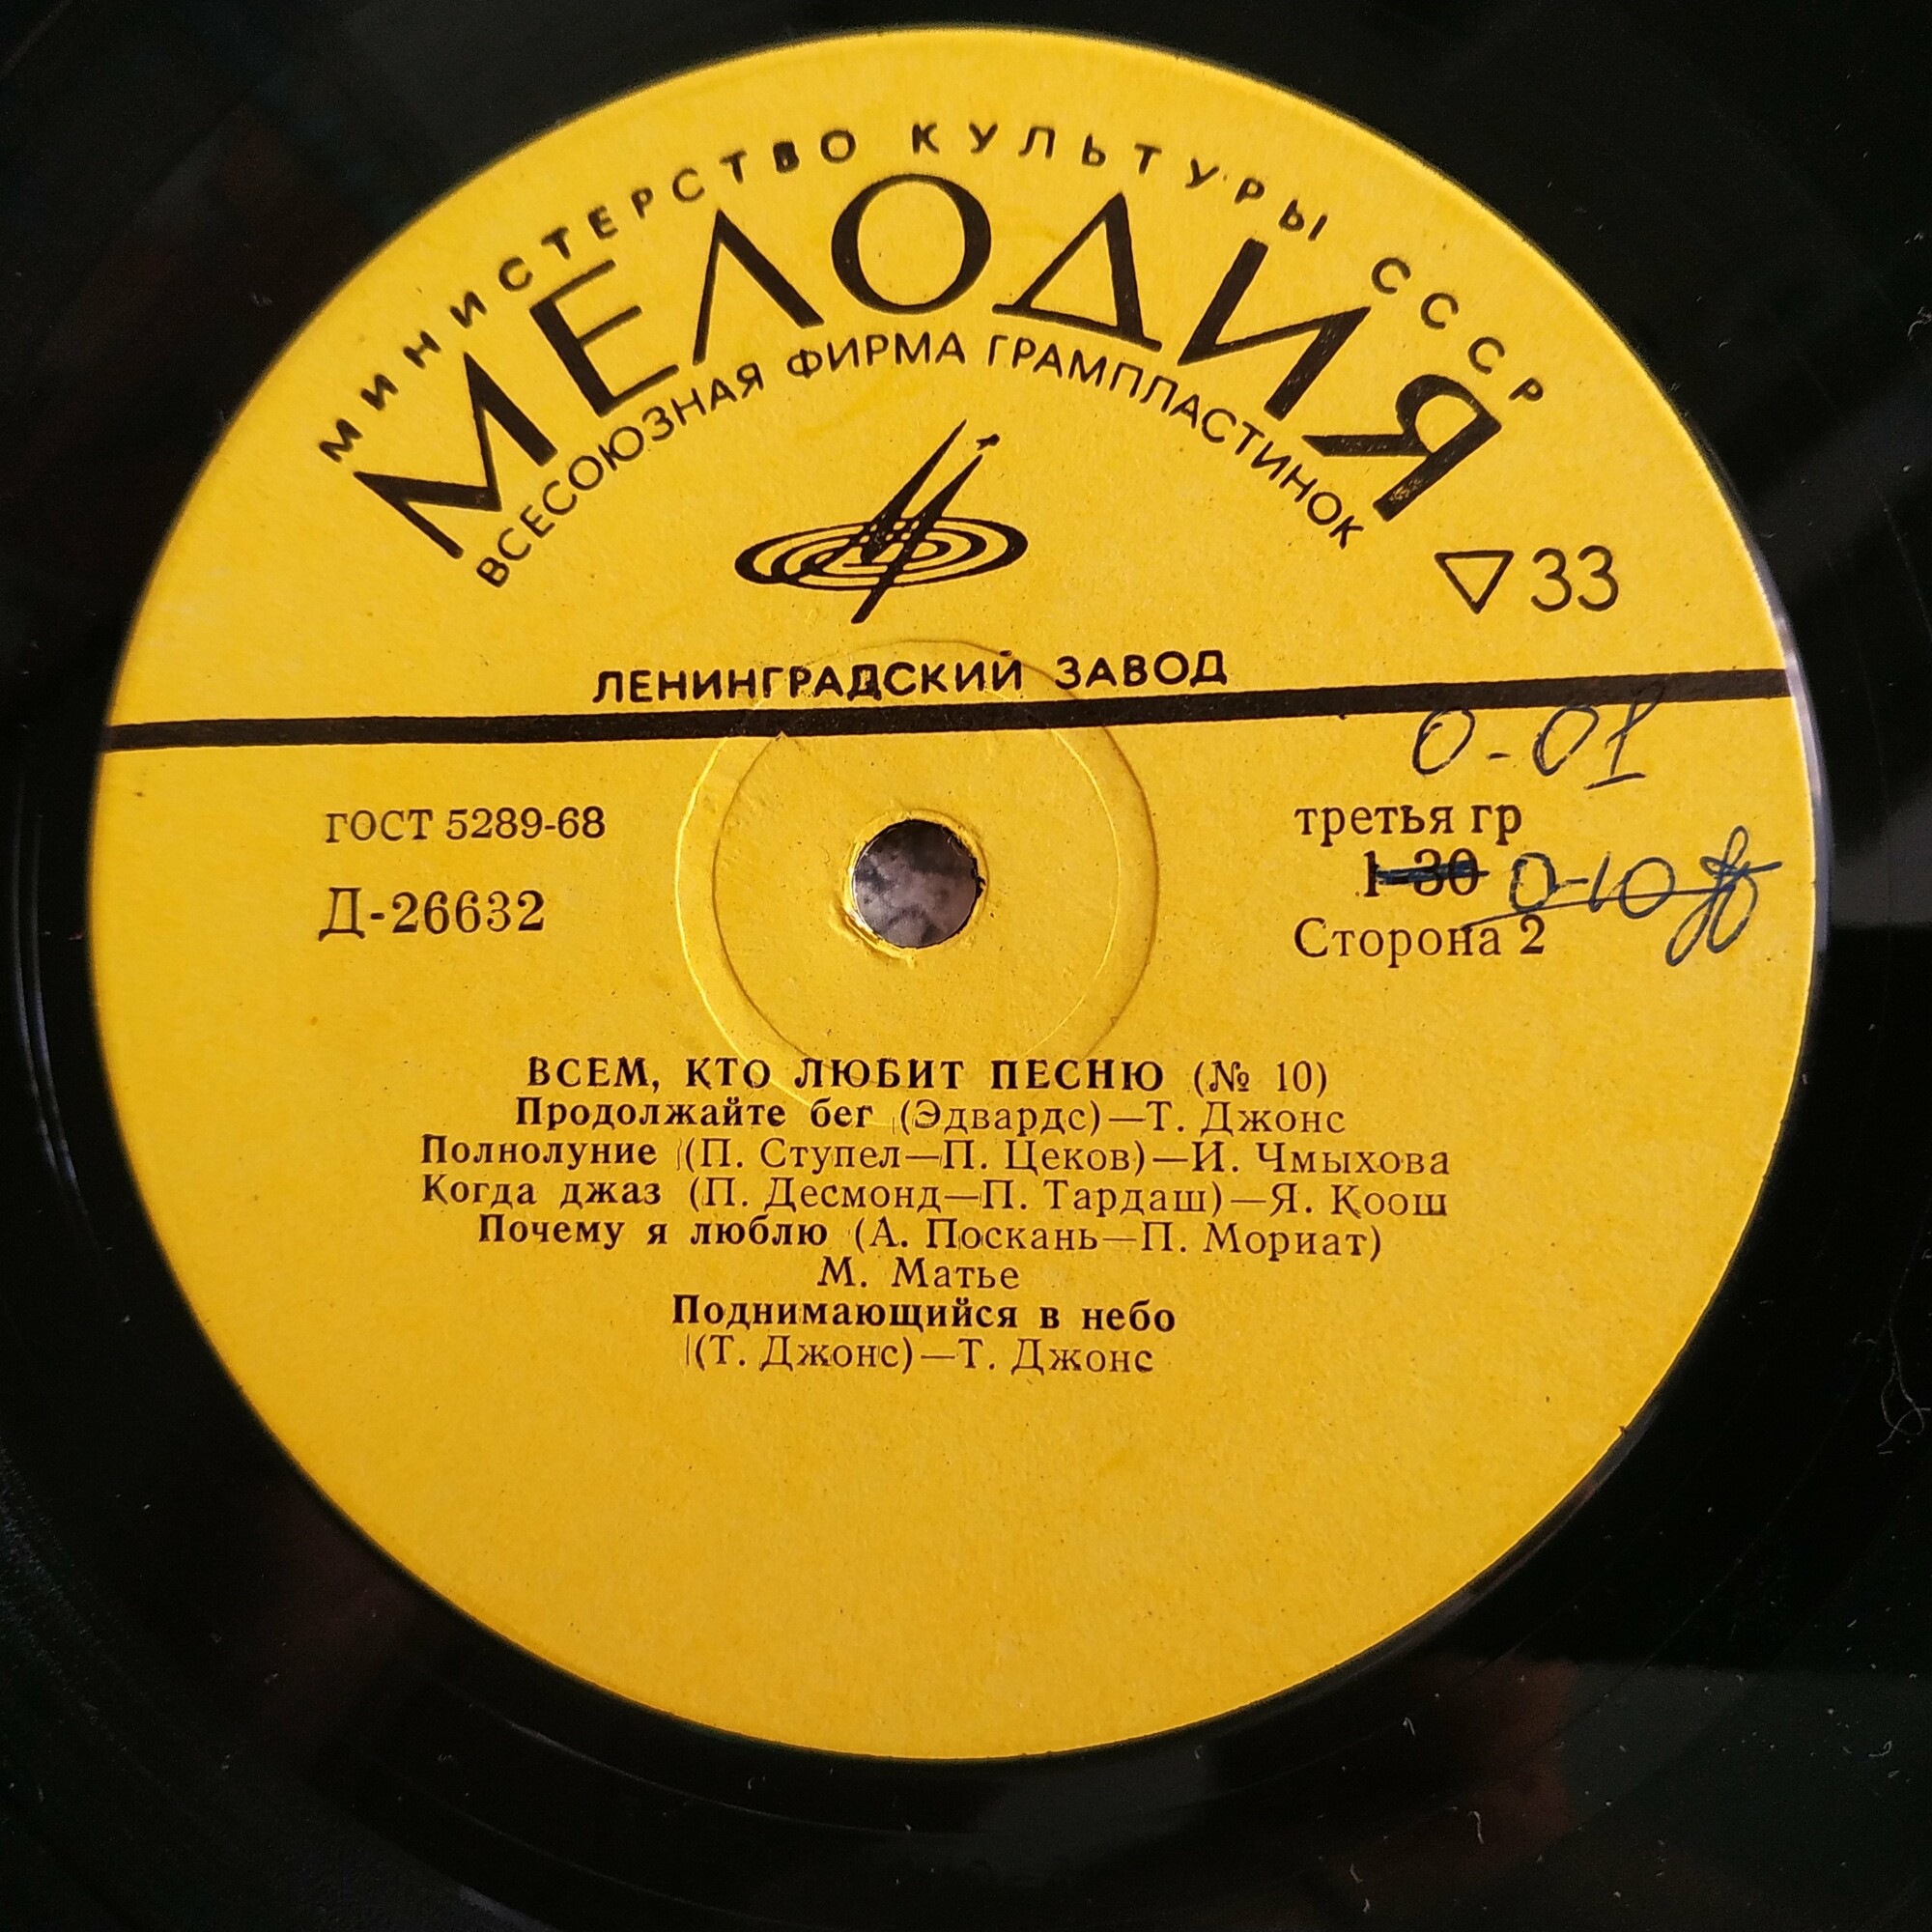 МИНИСТЕРСТВО КУЛЬТУРЫ СССР
МЕЛОДИЯ
ВСЕСОЮЗНАЯ ФИРМА ГРАМПЛАСТИНОК
33
ЛЕНИНГРАДСКИЙ ЗАВОД
0-01
ГОСТ 5289-68
третья гр
1-30 0-10
Д-26632
Сторона 2
ВСЕМ, КТО ЛЮБИТ ПЕСНЮ (№ 10)
Продолжайте бег (Эдвардс)—Т. Джонс
Полнолуние (П. Ступел—П. Цеков)—И. Чмыхова
Когда джаз (П. Десмонд—П. Тардаш)—Я. Коош
Почему я люблю (А. Поскань—П. Мориат)
М. Матье
Поднимающийся в небо
(Т. Джонс)—Т. Джонс